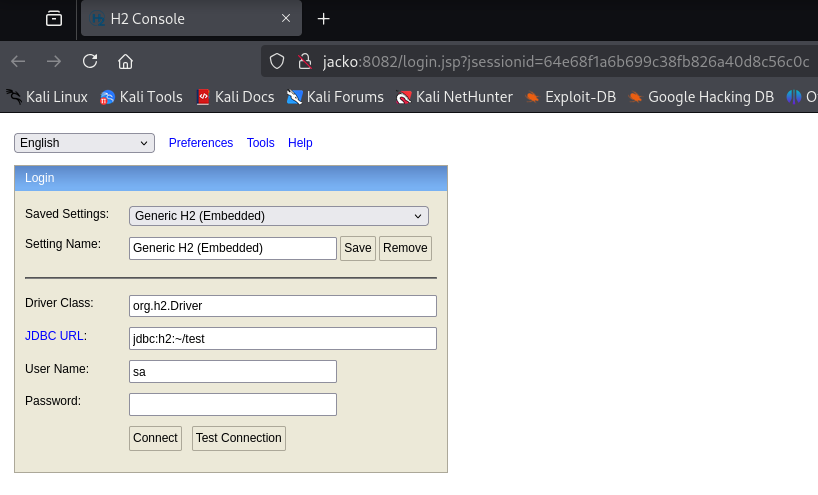 H2 Console
jacko:8082/login.jsp?jsessionid=64e68f1a6b699c38fb826a40d8c56c0c
Kali Linux Kali Tools Kali Docs Kali Forums Kali NetHunter Exploit-DB Google Hacking DB O
English Preferences Tools Help
Login
Saved Settings: Generic H2 (Embedded)
Setting Name: Generic H2 (Embedded) Save Remove
Driver Class: org.h2.Driver
JDBC URL: jdbc:h2:~/test
User Name: sa
Password:
Connect Test Connection